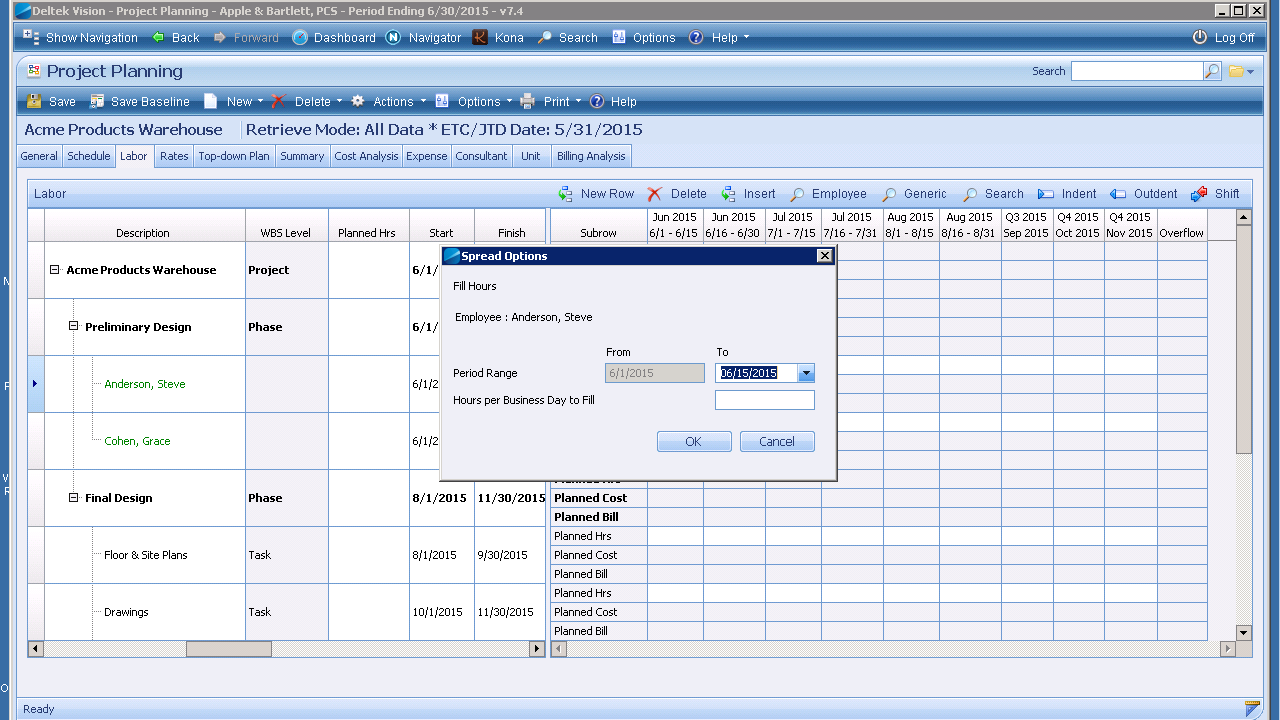 Deltek Vision - Project Planning - Apple & Bartlett, PCS - Period Ending 6/30/2015 - v7.4
Show Navigation Back Forward Dashboard Navigator Kona Search Options Help Log Off
Project Planning Search
Save Save Baseline New Delete Actions Options Print Help
Acme Products Warehouse Retrieve Mode: All Data * ETC/JTD Date: 5/31/2015
General Schedule Labor Rates Top-down Plan Summary Cost Analysis Expense Consultant Unit Billing Analysis
Labor New Row Delete Insert Employee Generic Search Indent Outdent Shift
Jun 2015 Jun 2015 Jul 2015 Jul 2015 Aug 2015 Aug 2015 Q3 2015 Q4 2015 Q4 2015
Description WBS Level Planned Hrs Start Finish Subrow 6/1 - 6/15 6/16 - 6/30 7/1 - 7/15 7/16 - 7/31 8/1 - 8/15 8/16 - 8/31 Sep 2015 Oct 2015 Nov 2015 Overflow
Spread Options
Acme Products Warehouse Project 6/1/
Fill Hours
Employee : Anderson, Steve
Preliminary Design Phase 6/1/
From To
Period Range 6/1/2015 06/15/2015
Anderson, Steve 6/1/2
Hours per Business Day to Fill
Cohen, Grace 6/1/2
OK Cancel
Final Design Phase 8/1/2015 11/30/2015 Planned Cost
Planned Bill
Planned Hrs
Floor & Site Plans Task 8/1/2015 9/30/2015 Planned Cost
Planned Bill
Planned Hrs
Drawings Task 10/1/2015 11/30/2015 Planned Cost
Planned Bill
Ready